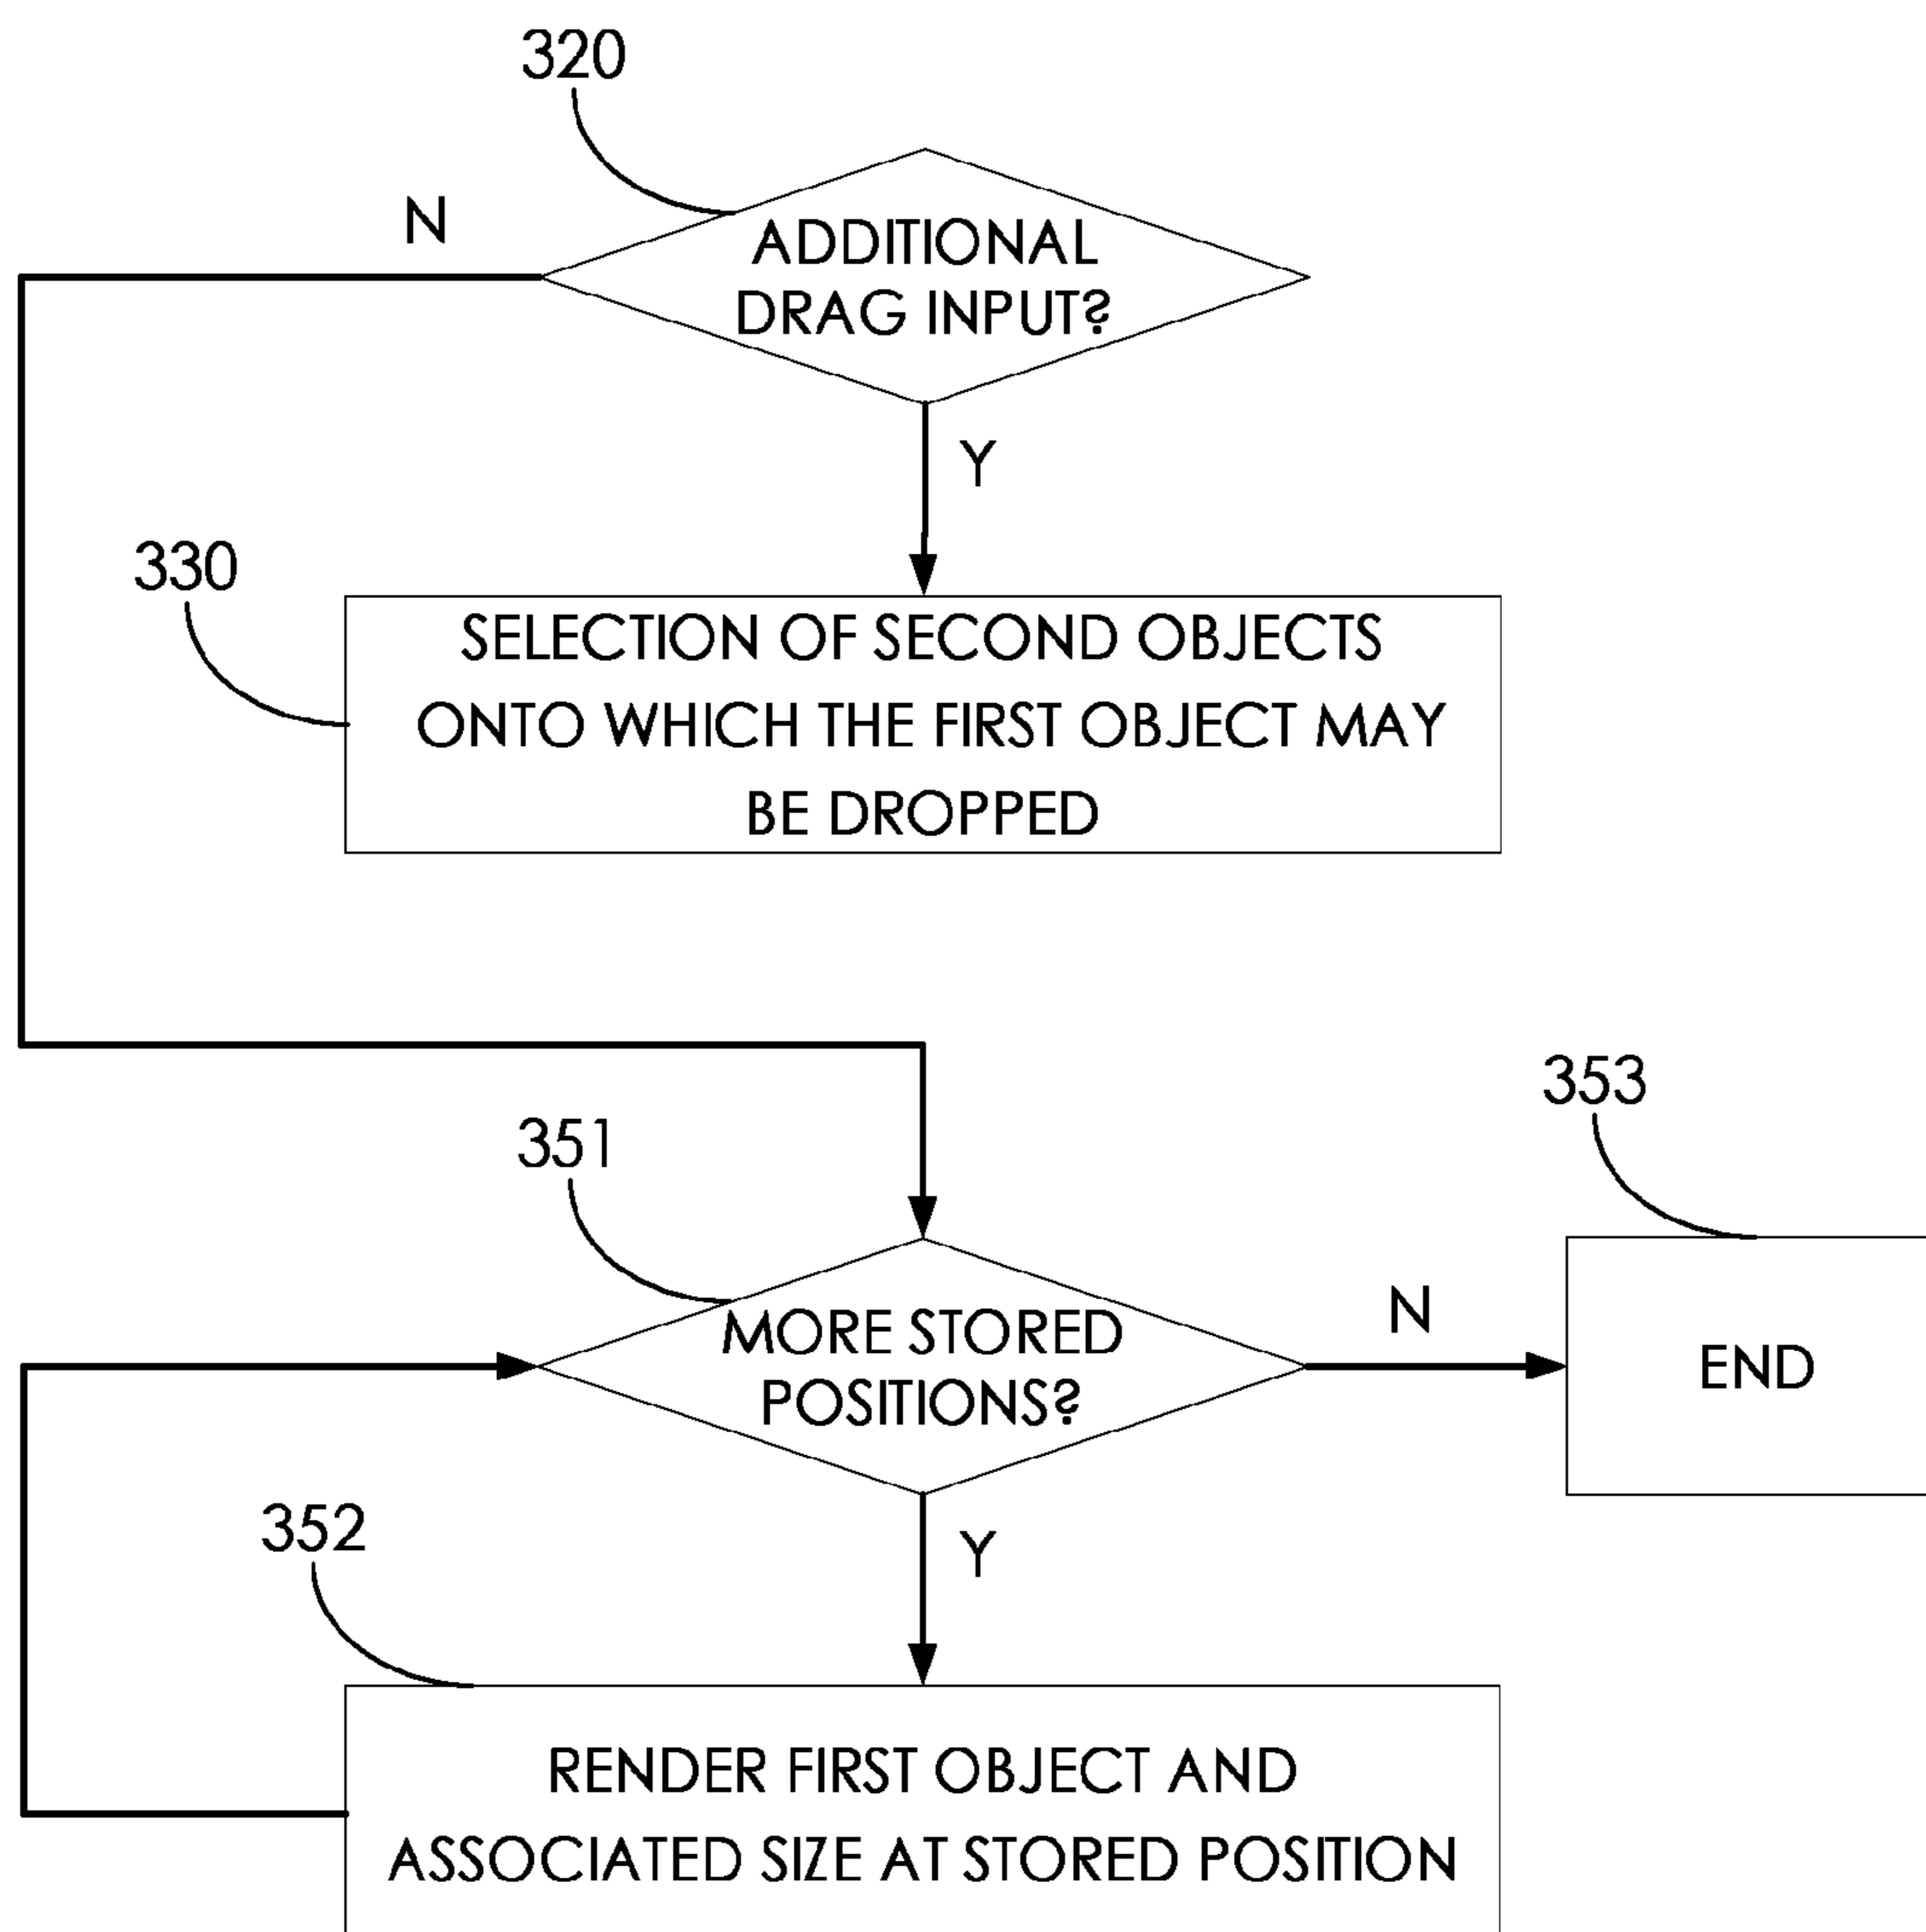 320
N
ADDITIONAL
DRAG INPUT?
Y
330
SELECTION OF SECOND OBJECTS
ONTO WHICH THE FIRST OBJECT MAY
BE DROPPED
353
351
MORE STORED
POSITIONS?
N
END
352
Y
RENDER FIRST OBJECT AND
ASSOCIATED SIZE AT STORED POSITION